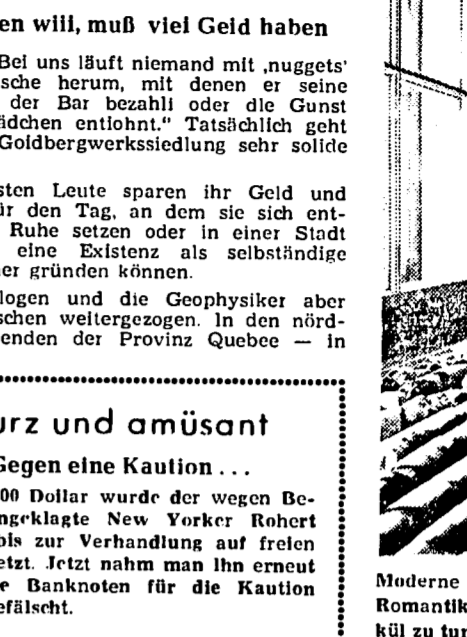 en will, muß viel Geld haben
Bei uns läuft niemand mit ‚nuggets'
sche herum, mit denen er seine
der Bar bezahlt oder die Gunst
ädchen entlohnt." Tatsächlich geht
Goldbergwerkssiedlung sehr solide
sten Leute sparen ihr Geld und
ür den Tag, an dem sie sich ent-
Ruhe setzen oder in einer Stadt
eine Existenz als selbständige
er gründen können.
logen und die Geophysiker aber
schen weitergezogen. In den nörd-
enden der Provinz Quebec — in
urz und amüsant
Gegen eine Kaution . . .
00 Dollar wurde der wegen Be-
ngeklagte New Yorker Robert
bis zur Verhandlung auf freien
etzt. Jetzt nahm man ihn erneut
e Banknoten für die Kaution
efälscht.
Moderne
Romantik
kül zu tun